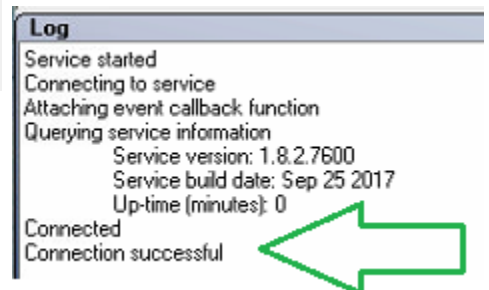 Log
Service started
Connecting to service
Attaching event callback function
Querying service information
Service version: 1.8.2.7600
Service build date: Sep 25 2017
Up-time (minutes): 0
Connected
Connection successful